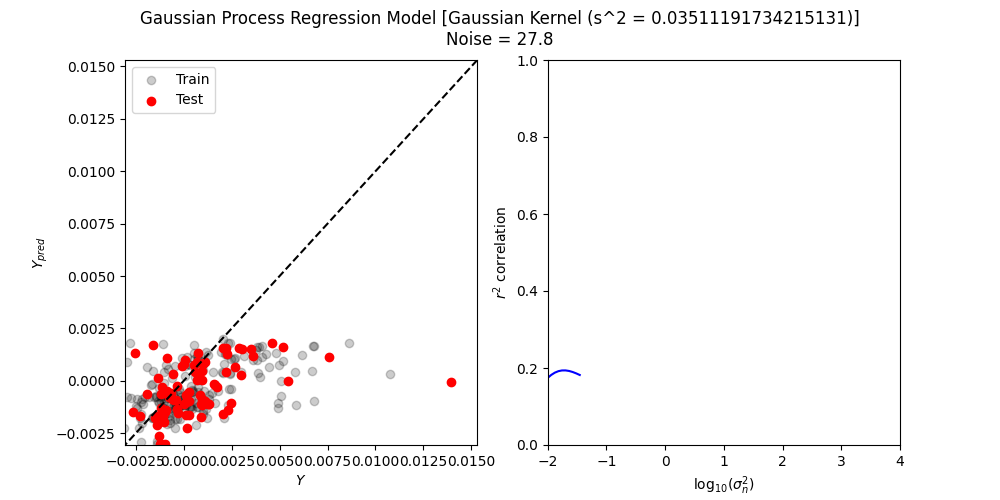 Gaussian Process Regression Model [Gaussian Kernel (s^2 = 0.03511191734215131)]
Noise = 27.8
Train
Test
0.0150
0.0125
0.0100
0.0075
0.0050
0.0025
0.0000
−0.0025
Y_pred
−0.0025 0.0000 0.0025 0.0050 0.0075 0.0100 0.0125 0.0150
Y
1.0
0.8
0.6
0.4
0.2
0.0
r² correlation
−2 −1 0 1 2 3 4
log₁₀(σₙ²)